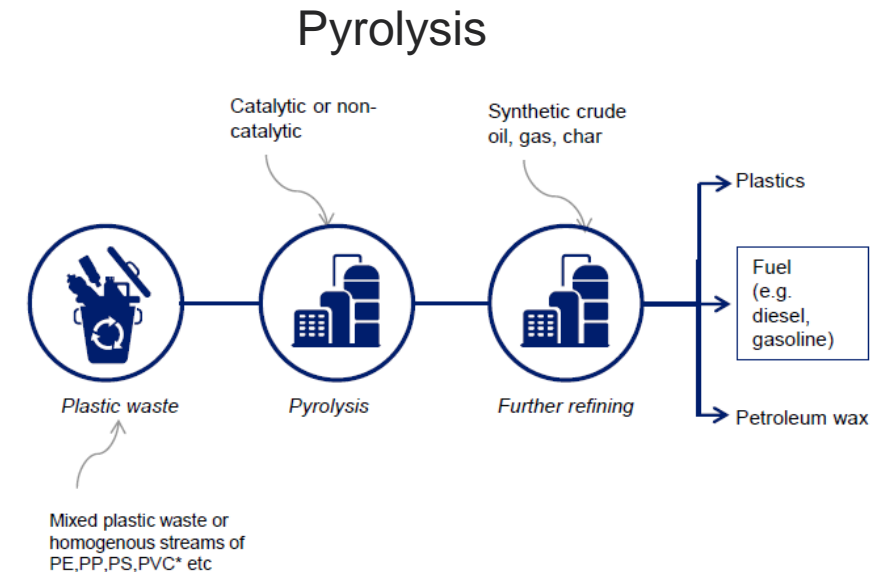 Pyrolysis
Catalytic or non-
catalytic
Synthetic crude
oil, gas, char
Plastics
Fuel
(e.g.
diesel,
gasoline)
Petroleum wax
Plastic waste
Pyrolysis
Further refining
Mixed plastic waste or
homogenous streams of
PE,PP,PS,PVC* etc